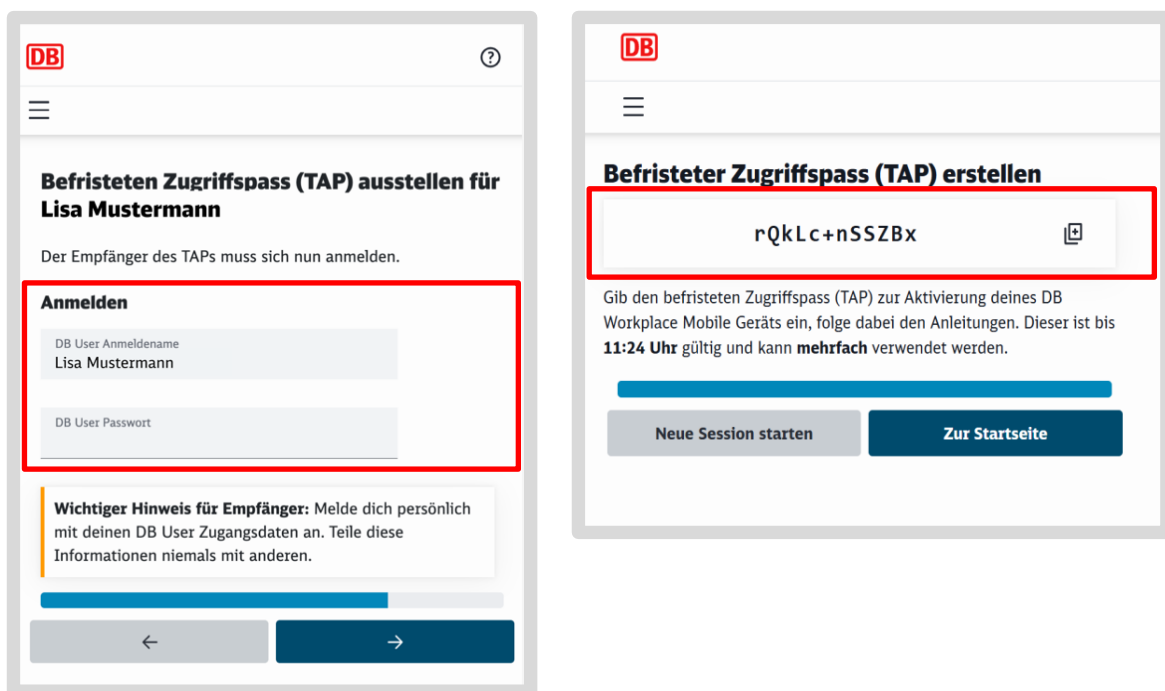 DB
Befristeten Zugriffspass (TAP) ausstellen für
Lisa Mustermann
Der Empfänger des TAPs muss sich nun anmelden.
Anmelden
DB User Anmeldename
Lisa Mustermann
DB User Passwort
Wichtiger Hinweis für Empfänger: Melde dich persönlich
mit deinen DB User Zugangsdaten an. Teile diese
Informationen niemals mit anderen.
DB
Befristeter Zugriffspass (TAP) erstellen
rQkLc+nSSZBx
Gib den befristeten Zugriffspass (TAP) zur Aktivierung deines DB
Workplace Mobile Geräts ein, folge dabei den Anleitungen. Dieser ist bis
11:24 Uhr gültig und kann mehrfach verwendet werden.
Neue Session starten
Zur Startseite